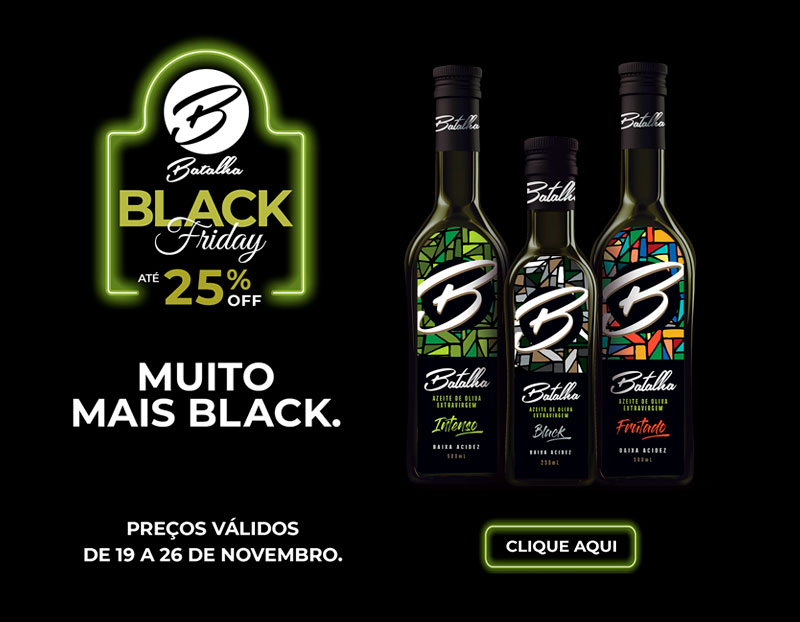 B
Batalha
BLACK
Friday
ATÉ 25% OFF
MUITO
MAIS BLACK.
PREÇOS VÁLIDOS
DE 19 A 26 DE NOVEMBRO.
Batalha
B
Batalha
AZEITE DE OLIVA
EXTRAVIRGEM
Intenso
BAIXA ACIDEZ
500mL
Batalha
B
Batalha
AZEITE DE OLIVA
EXTRAVIRGEM
Black
BAIXA ACIDEZ
250mL
Batalha
B
Batalha
AZEITE DE OLIVA
EXTRAVIRGEM
Frutado
BAIXA ACIDEZ
500mL
CLIQUE AQUI